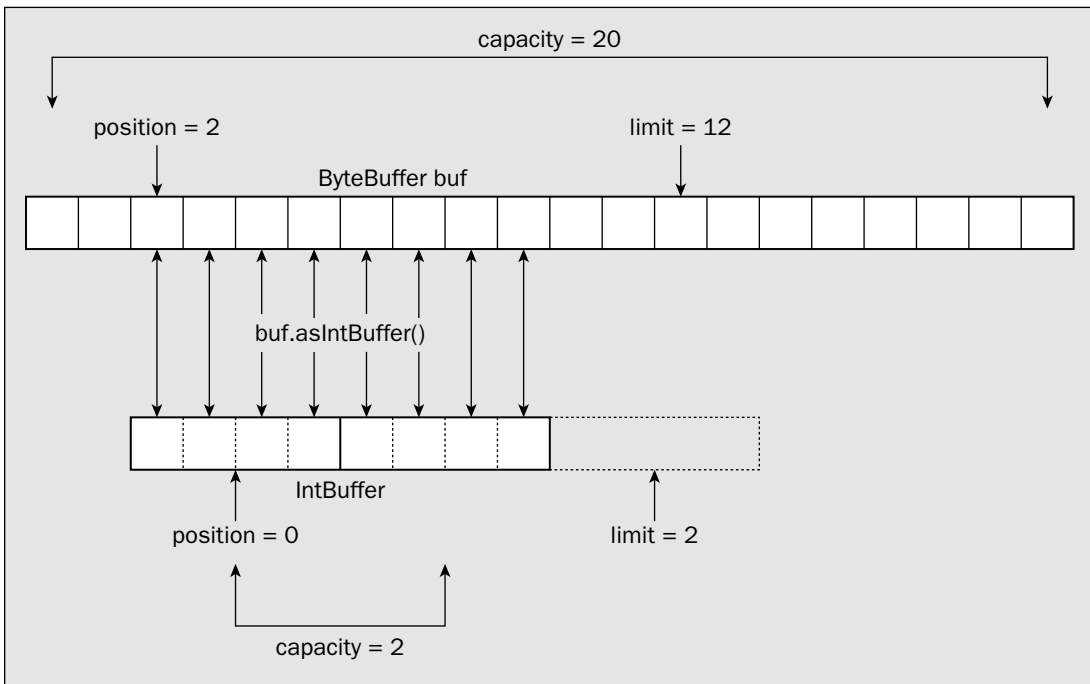 capacity = 20
position = 2
limit = 12
ByteBuffer buf
buf.asIntBuffer()
IntBuffer
position = 0
limit = 2
capacity = 2